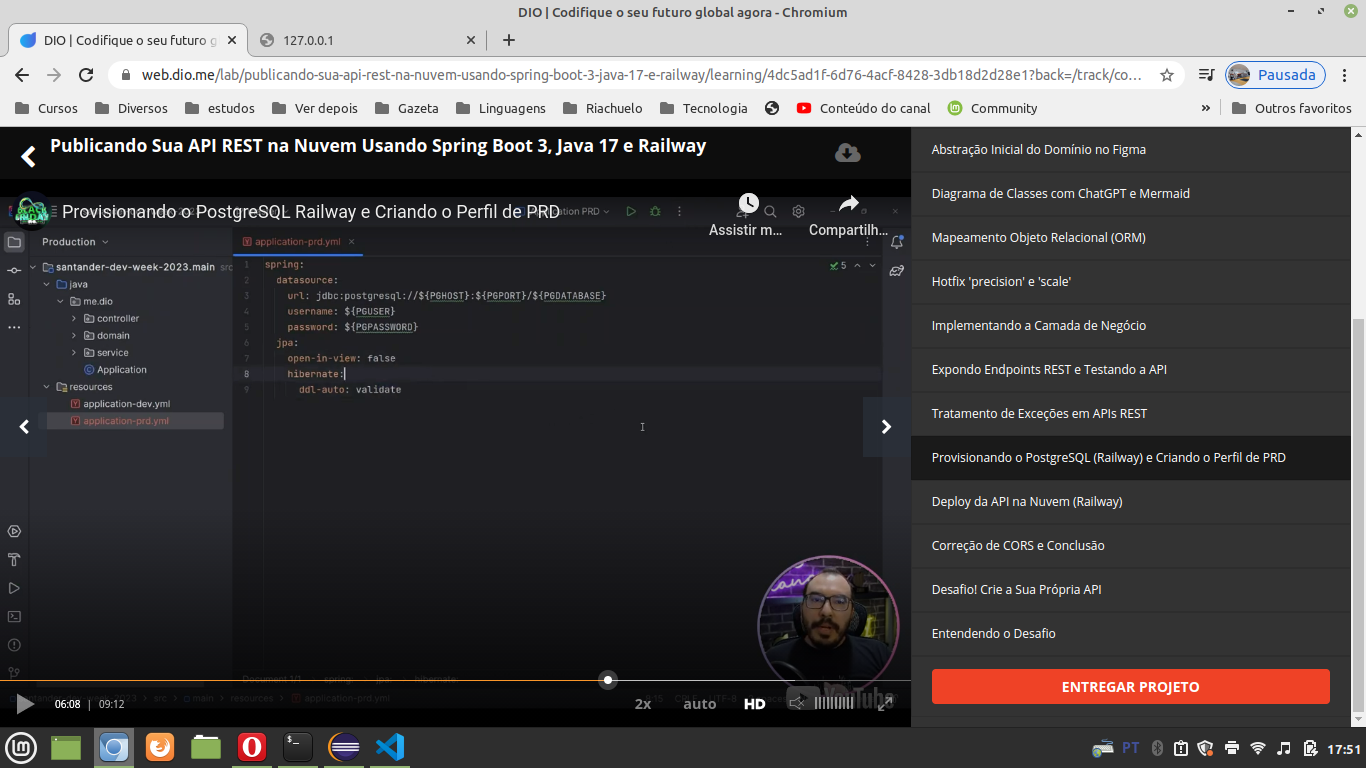 DIO | Codifique o seu futuro global agora - Chromium
DIO | Codifique o seu futuro g
127.0.0.1
web.dio.me/lab/publicando-sua-api-rest-na-nuvem-usando-spring-boot-3-java-17-e-railway/learning/4dc5ad1f-6d76-4acf-8428-3db18d2d28e1?back=/track/co...
Pausada
Cursos
Diversos
estudos
Ver depois
Gazeta
Linguagens
Riachuelo
Tecnologia
Conteúdo do canal
Community
»
Outros favoritos
Publicando Sua API REST na Nuvem Usando Spring Boot 3, Java 17 e Railway
Provisionando o PostgreSQL Railway e Criando o Perfil de PRD
Assistir m...
Compartilh...
Production
application-prd.yml
santander-dev-week-2023.main
java
me.dio
controller
domain
service
Application
resources
application-dev.yml
application-prd.yml
5
1 spring:
2 datasource:
3 url: jdbc:postgresql://${PGHOST}:${PGPORT}/${PGDATABASE}
4 username: ${PGUSER}
5 password: ${PGPASSWORD}
6 jpa:
7 open-in-view: false
8 hibernate:
9 ddl-auto: validate
06:08 | 09:12
2x
auto
HD
YouTube
Abstração Inicial do Domínio no Figma
Diagrama de Classes com ChatGPT e Mermaid
Mapeamento Objeto Relacional (ORM)
Hotfix 'precision' e 'scale'
Implementando a Camada de Negócio
Expondo Endpoints REST e Testando a API
Tratamento de Exceções em APIs REST
Provisionando o PostgreSQL (Railway) e Criando o Perfil de PRD
Deploy da API na Nuvem (Railway)
Correção de CORS e Conclusão
Desafio! Crie a Sua Própria API
Entendendo o Desafio
ENTREGAR PROJETO
PT
17:51